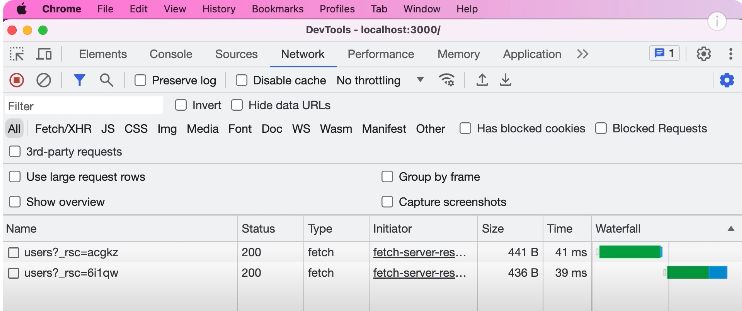 Chrome File Edit View History Bookmarks Profiles Tab Window Help
DevTools - localhost:3000/
Elements Console Sources Network Performance Memory Application 1
Preserve log Disable cache No throttling
Filter Invert Hide data URLs
All Fetch/XHR JS CSS Img Media Font Doc WS Wasm Manifest Other Has blocked cookies Blocked Requests
3rd-party requests
Use large request rows Group by frame
Show overview Capture screenshots
Name Status Type Initiator Size Time Waterfall
users?_rsc=acgkz 200 fetch fetch-server-res... 441 B 41 ms
users?_rsc=6i1qw 200 fetch fetch-server-res... 436 B 39 ms